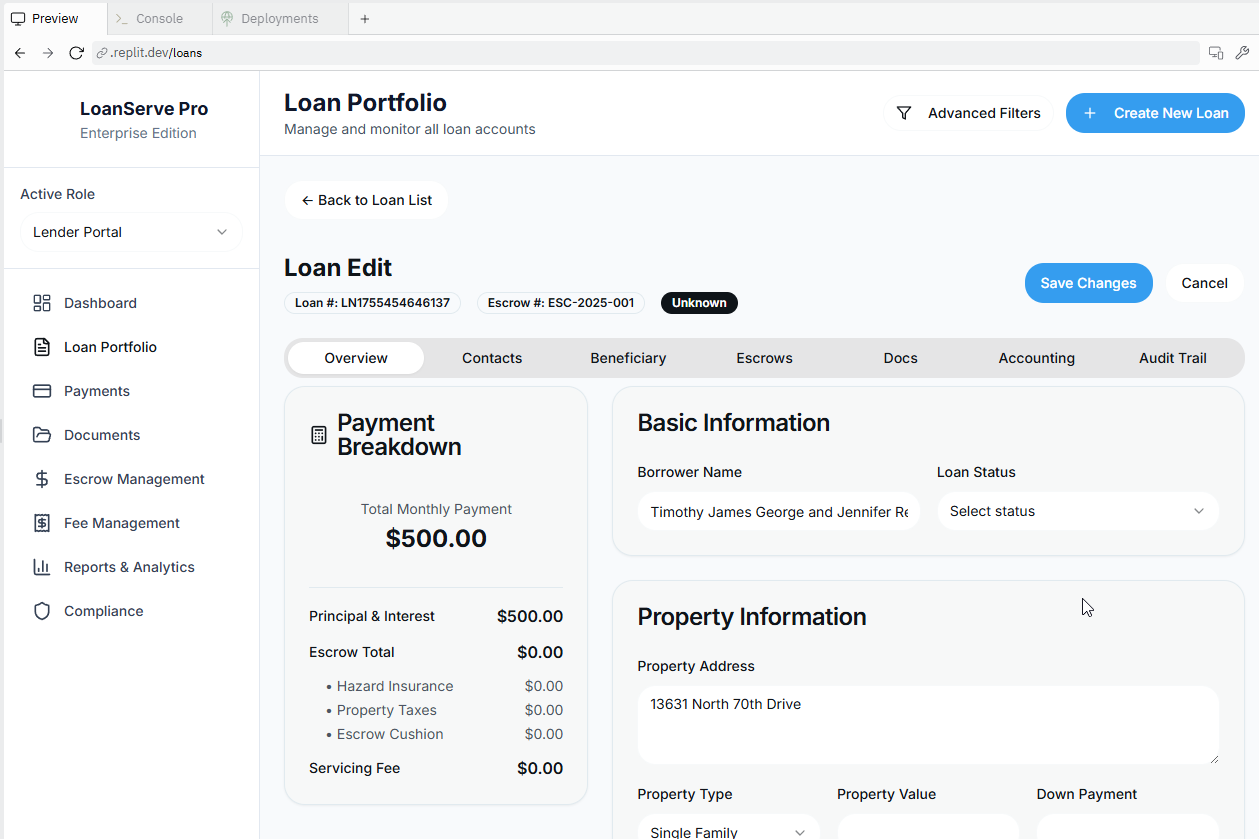 Preview
Console
Deployments
.replit.dev/loans
LoanServe Pro
Enterprise Edition
Active Role
Lender Portal
Dashboard
Loan Portfolio
Payments
Documents
Escrow Management
Fee Management
Reports & Analytics
Compliance
Loan Portfolio
Manage and monitor all loan accounts
Advanced Filters
+ Create New Loan
← Back to Loan List
Loan Edit
Loan #: LN1755454646137
Escrow #: ESC-2025-001
Unknown
Save Changes
Cancel
Overview
Contacts
Beneficiary
Escrows
Docs
Accounting
Audit Trail
Payment
Breakdown
Total Monthly Payment
$500.00
Principal & Interest $500.00
Escrow Total $0.00
• Hazard Insurance $0.00
• Property Taxes $0.00
• Escrow Cushion $0.00
Servicing Fee $0.00
Basic Information
Borrower Name
Timothy James George and Jennifer Re
Loan Status
Select status
Property Information
Property Address
13631 North 70th Drive
Property Type
Property Value
Down Payment
Single Family